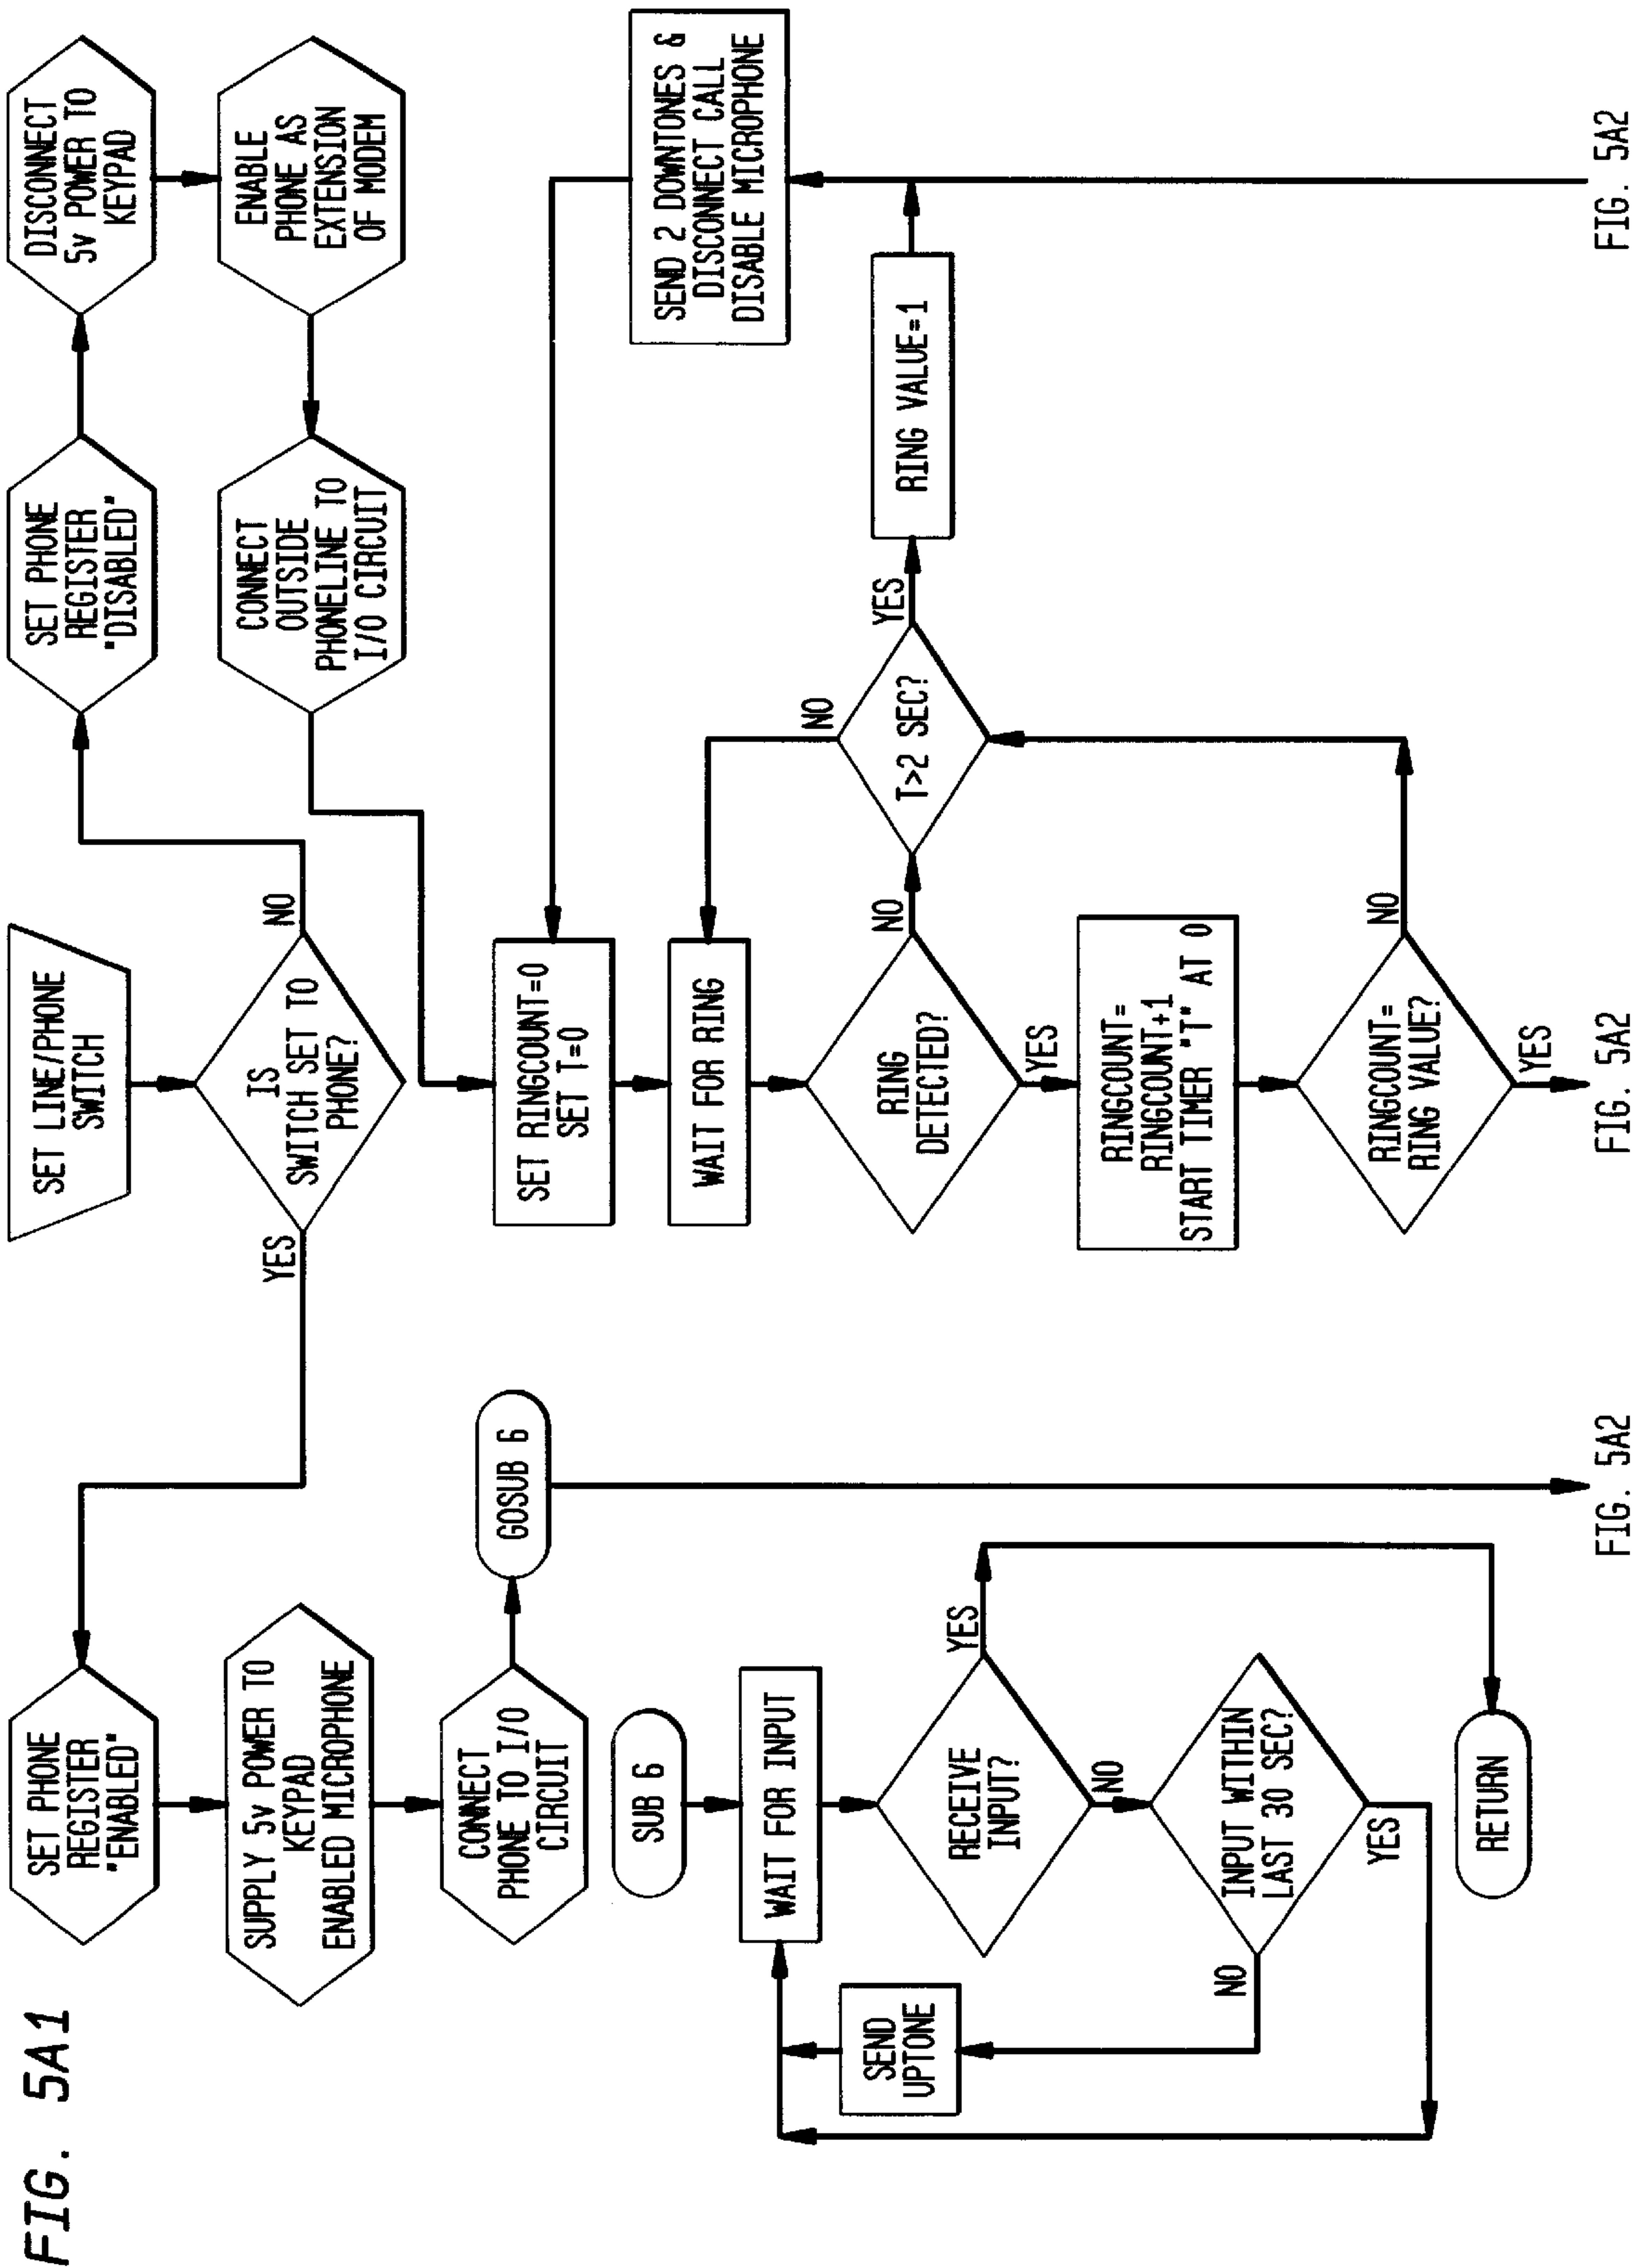 FIG. 5A1
SET LINE/PHONE
SWITCH
IS
SWITCH SET TO
PHONE?
YES
NO
SET PHONE
REGISTER
"ENABLED"
SUPPLY 5v POWER TO
KEYPAD
ENABLED MICROPHONE
CONNECT
PHONE TO I/O
CIRCUIT
GOSUB 6
SET PHONE
REGISTER
"DISABLED"
DISCONNECT
5v POWER TO
KEYPAD
ENABLE
PHONE AS
EXTENSION
OF MODEM
CONNECT
OUTSIDE
PHONELINE TO
I/O CIRCUIT
SUB 6
WAIT FOR INPUT
RECEIVE
INPUT?
YES
NO
INPUT WITHIN
LAST 30 SEC?
NO
YES
SEND
UPTONE
RETURN
SET RINGCOUNT=0
SET T=0
WAIT FOR RING
RING
DETECTED?
NO
YES
RINGCOUNT=
RINGCOUNT+1
START TIMER "T" AT 0
RINGCOUNT=
RING VALUE?
NO
YES
T>2 SEC?
NO
YES
RING VALUE=1
SEND 2 DOWNTONES &
DISCONNECT CALL
DISABLE MICROPHONE
FIG. 5A2
FIG. 5A2
FIG. 5A2